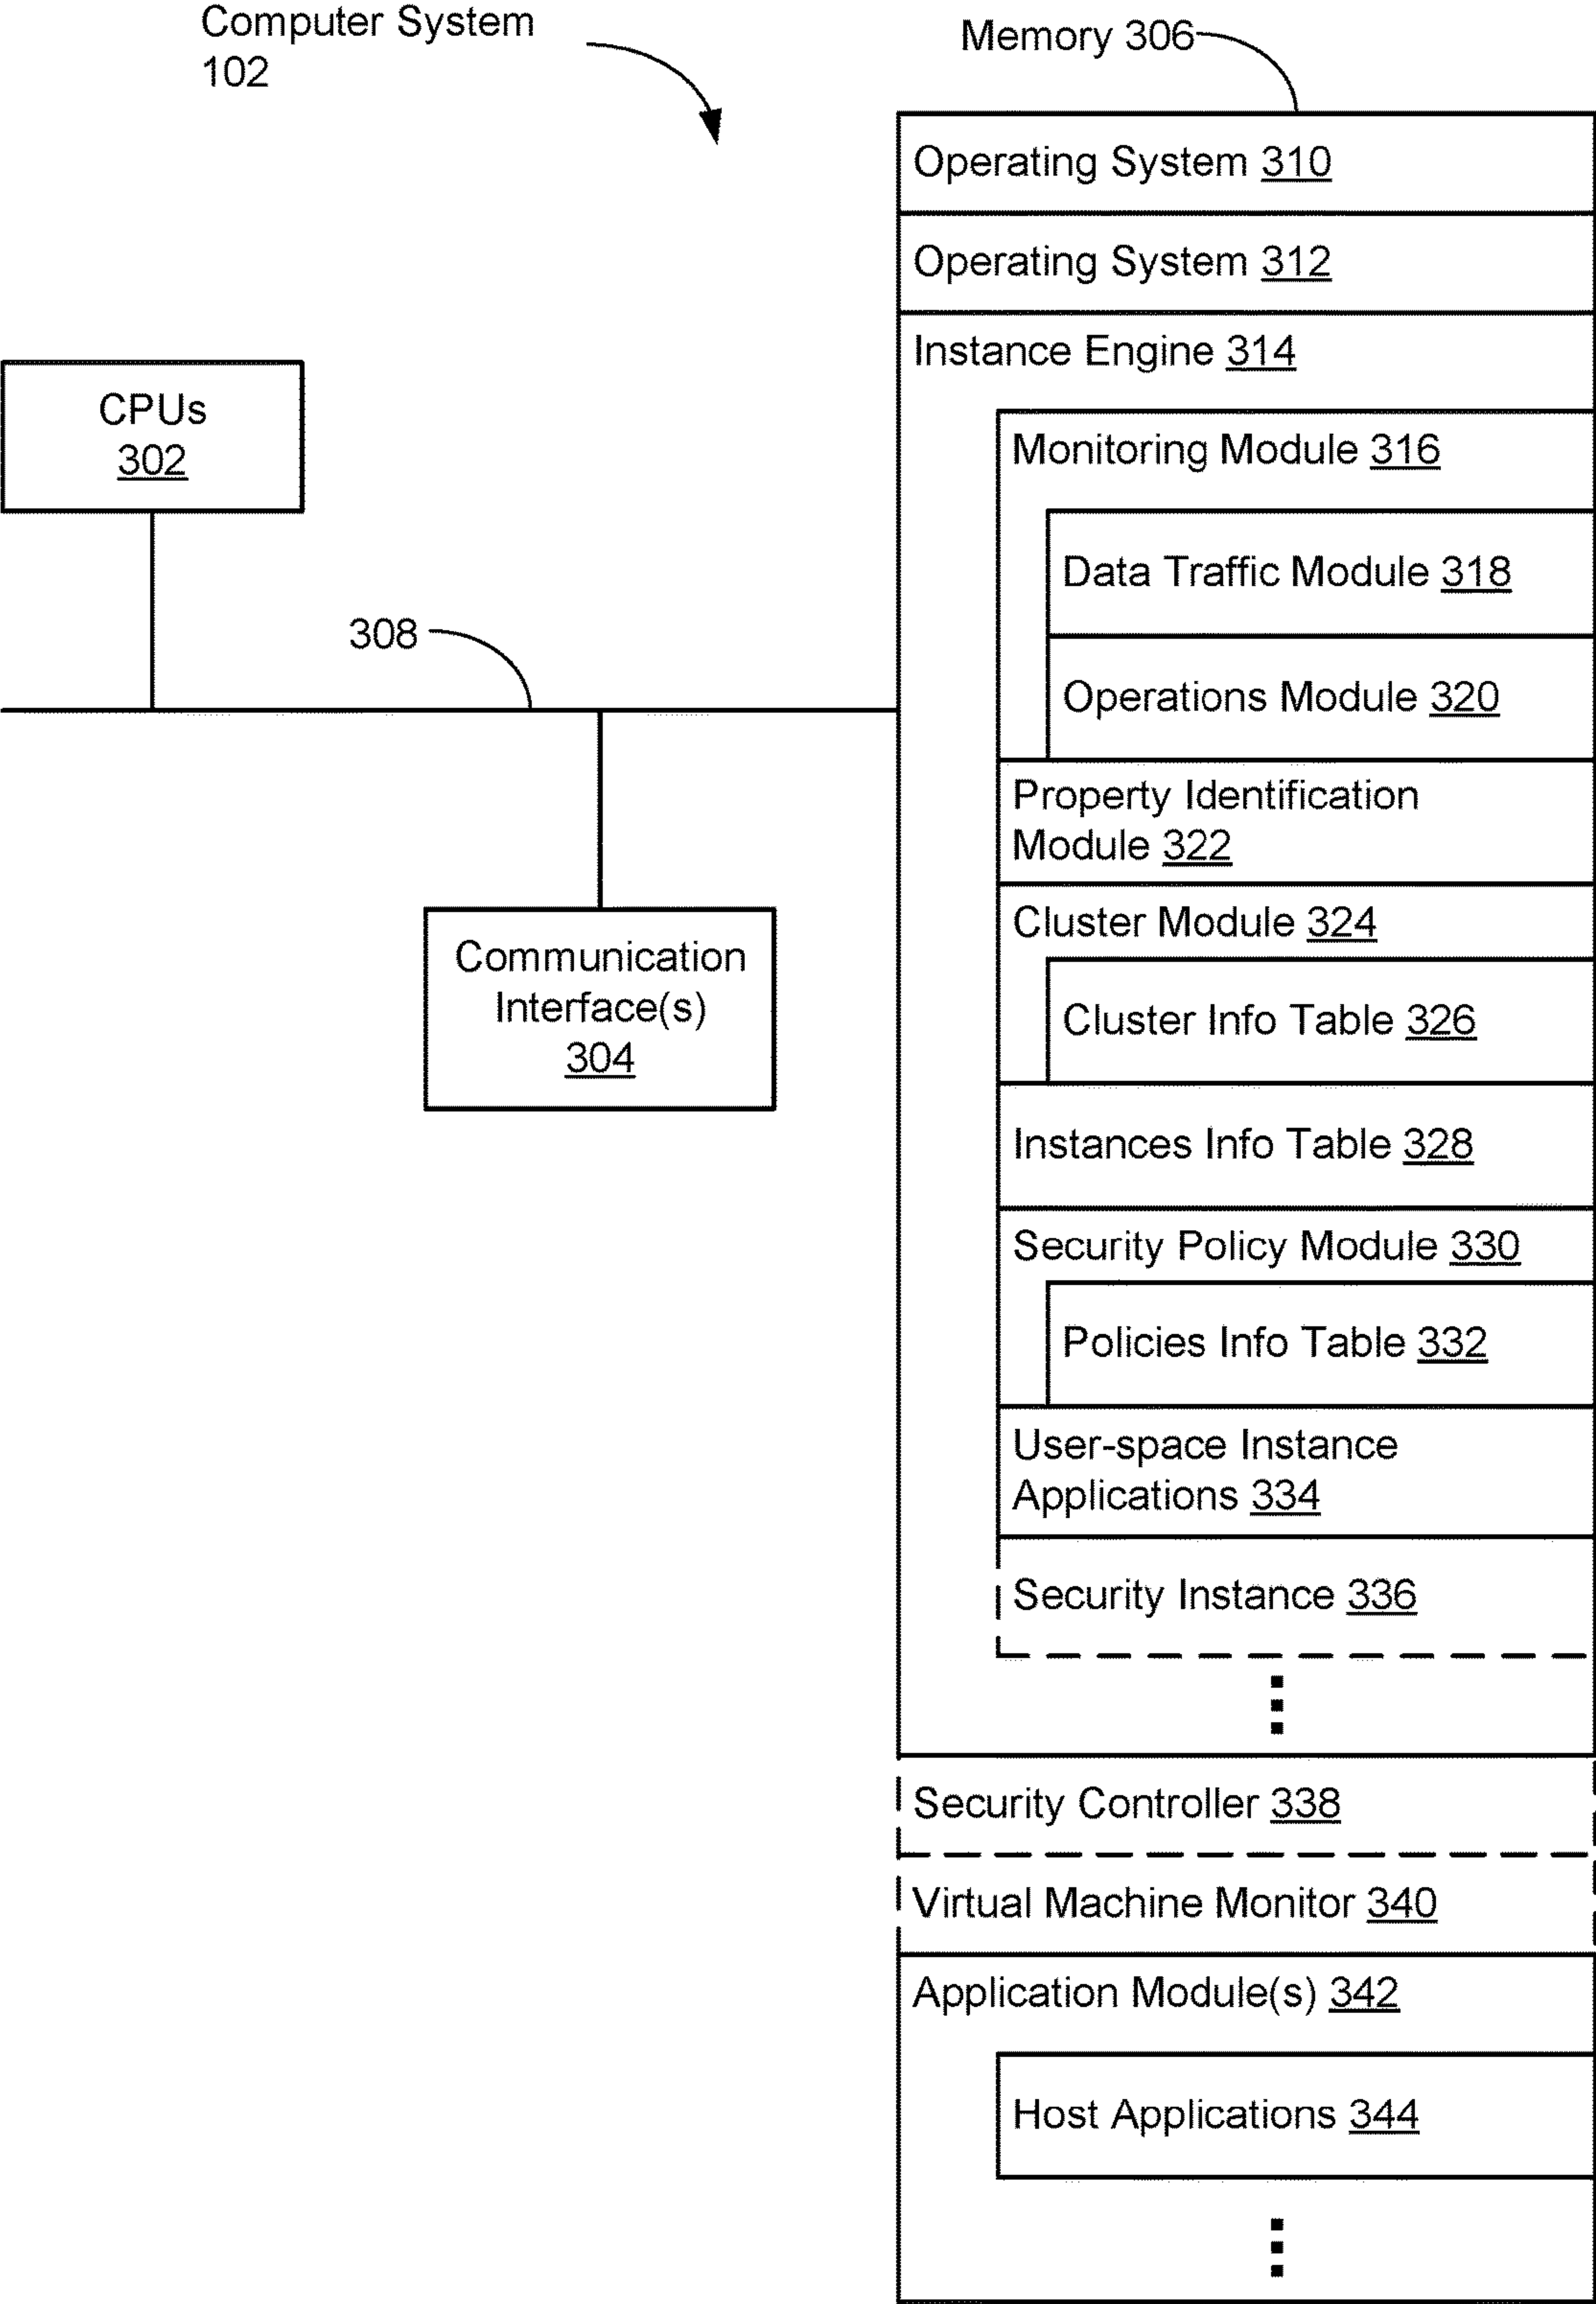 Computer System
102
Memory 306
Operating System 310
Operating System 312
Instance Engine 314
CPUs
302
Monitoring Module 316
Data Traffic Module 318
308
Operations Module 320
Property Identification
Module 322
Cluster Module 324
Communication
Interface(s)
304
Cluster Info Table 326
Instances Info Table 328
Security Policy Module 330
Policies Info Table 332
User-space Instance
Applications 334
Security Instance 336
Security Controller 338
Virtual Machine Monitor 340
Application Module(s) 342
Host Applications 344